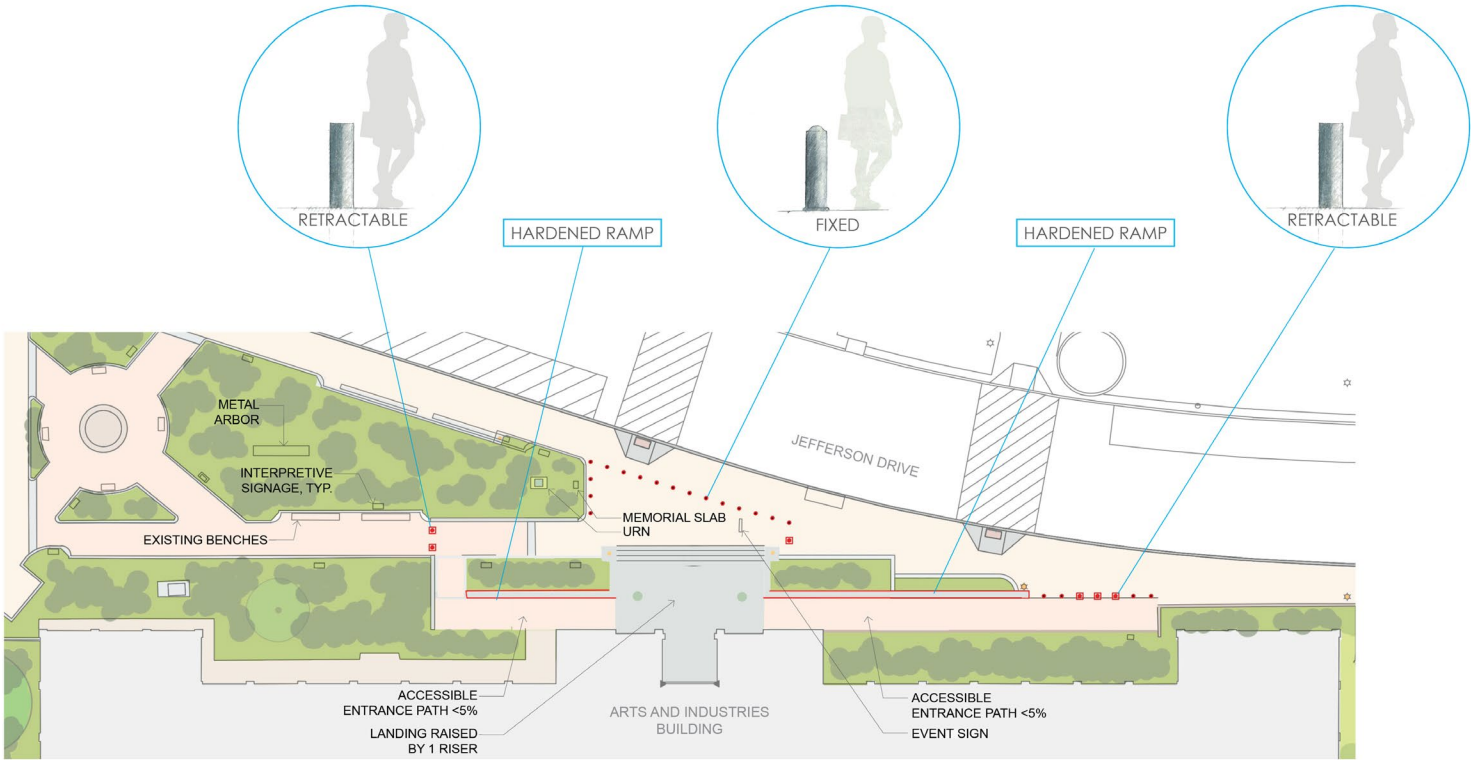 RETRACTABLE
FIXED
RETRACTABLE
HARDENED RAMP
HARDENED RAMP
METAL
ARBOR
INTERPRETIVE
SIGNAGE, TYP.
EXISTING BENCHES
MEMORIAL SLAB
URN
JEFFERSON DRIVE
ACCESSIBLE
ENTRANCE PATH <5%
LANDING RAISED
BY 1 RISER
ARTS AND INDUSTRIES
BUILDING
ACCESSIBLE
ENTRANCE PATH <5%
EVENT SIGN